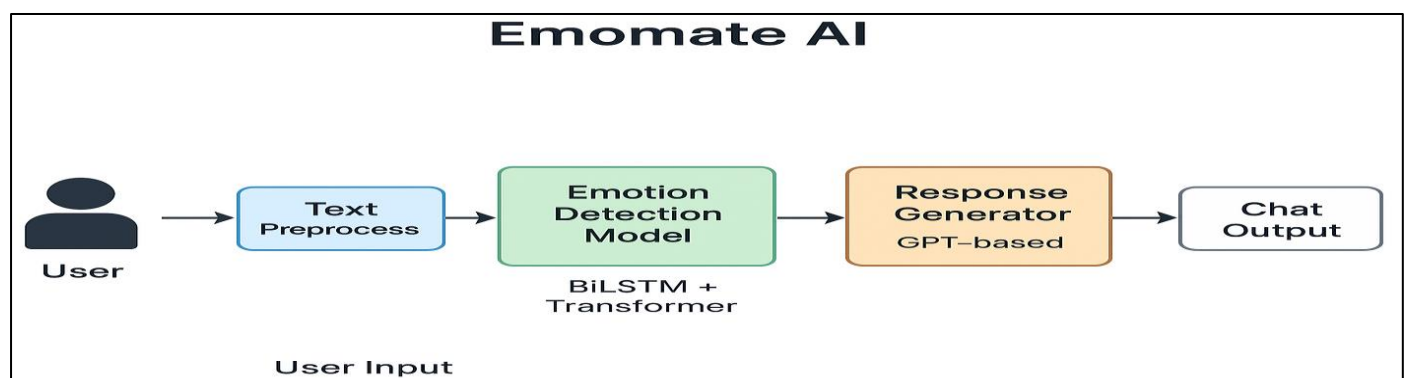 Emomate AI
User
Text
Preprocess
Emotion
Detection
Model
BiLSTM +
Transformer
Response
Generator
GPT–based
Chat
Output
User Input